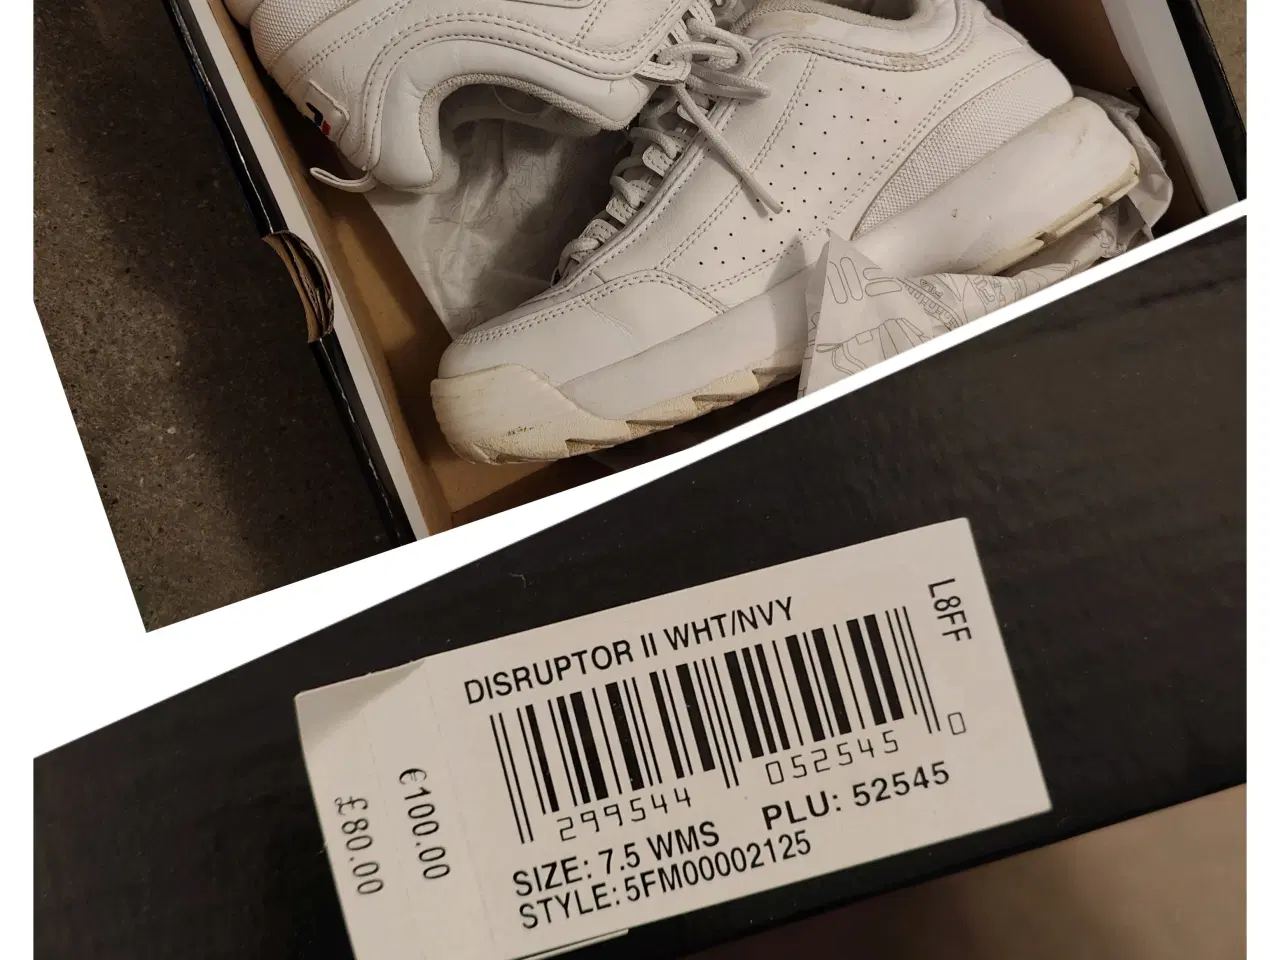 DISRUPTOR II WHT/NVY
L8FF
299544 052545 0
SIZE: 7.5 WMS PLU: 52545
STYLE: 5FM00002125
€100.00
£80.00